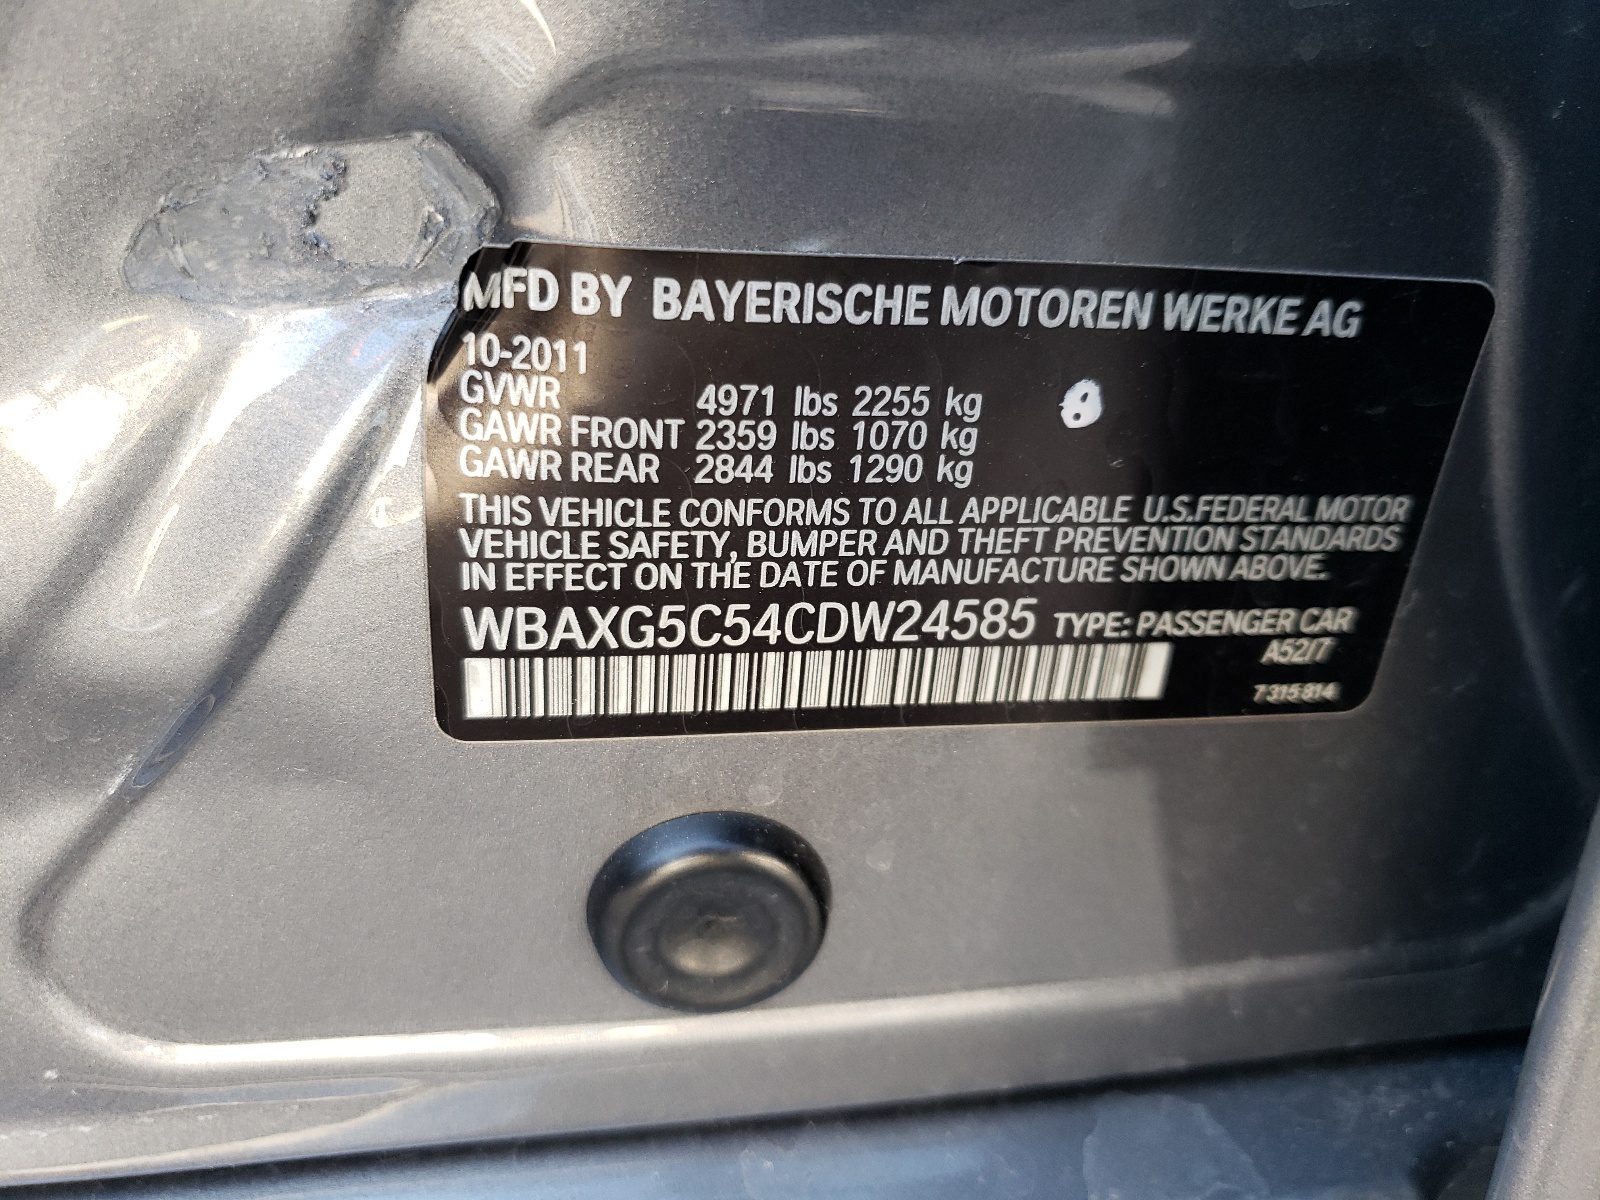 MFD BY BAYERISCHE MOTOREN WERKE AG
10-2011
GVWR 4971 lbs 2255 kg
GAWR FRONT 2359 lbs 1070 kg
GAWR REAR 2844 lbs 1290 kg
THIS VEHICLE CONFORMS TO ALL APPLICABLE U.S.FEDERAL MOTOR
VEHICLE SAFETY, BUMPER AND THEFT PREVENTION STANDARDS
IN EFFECT ON THE DATE OF MANUFACTURE SHOWN ABOVE.
WBAXG5C54CDW24585 TYPE: PASSENGER CAR
A52/7
7 315 814